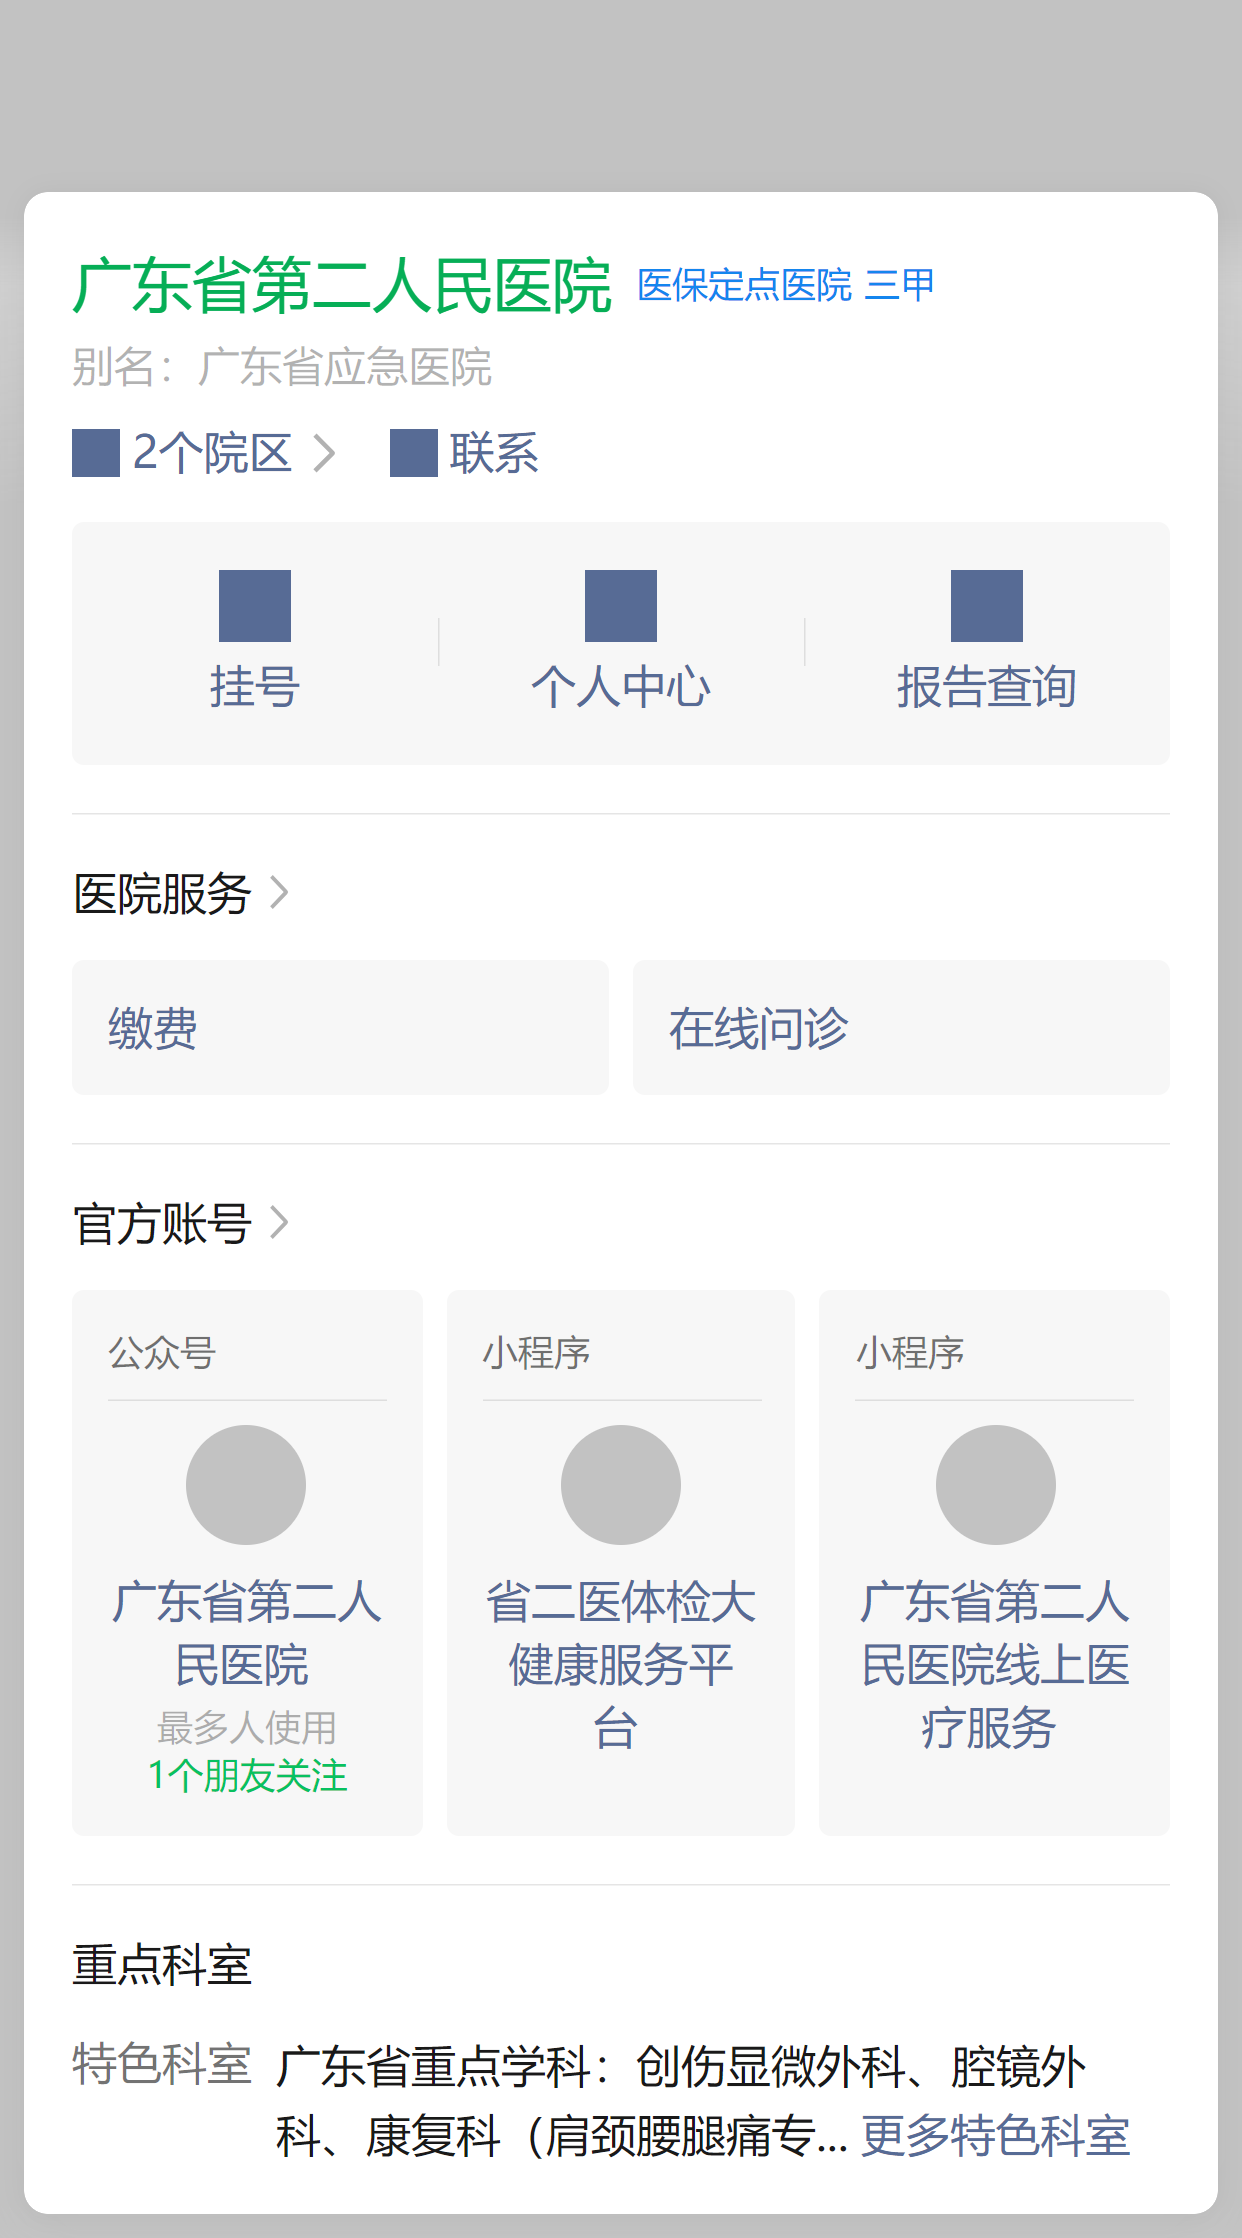 广东省第二人民医院 医保定点医院 三甲
别名：广东省应急医院
2个院区 联系
挂号 个人中心 报告查询
医院服务
缴费 在线问诊
官方账号
公众号 小程序 小程序
广东省第二人 省二医体检大 广东省第二人
民医院 健康服务平 民医院线上医
最多人使用 台 疗服务
1个朋友关注
重点科室
特色科室 广东省重点学科：创伤显微外科、腔镜外
科、康复科（肩颈腰腿痛专... 更多特色科室